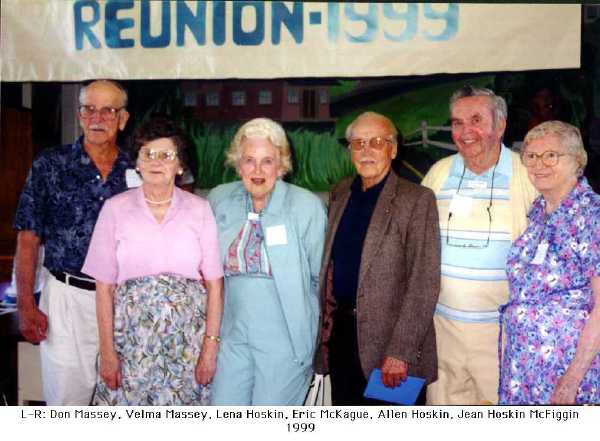 REUNION-1999
L-R: Don Massey, Velma Massey, Lena Hoskin, Eric McKague, Allen Hoskin, Jean Hoskin McFiggin
1999